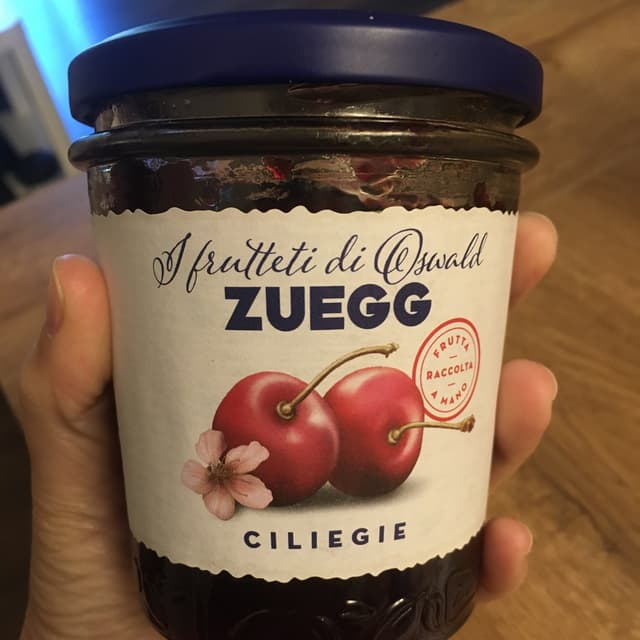 I frutteti di Oswald
ZUEGG
FRUTTA
RACCOLTA
A MANO
CILIEGIE